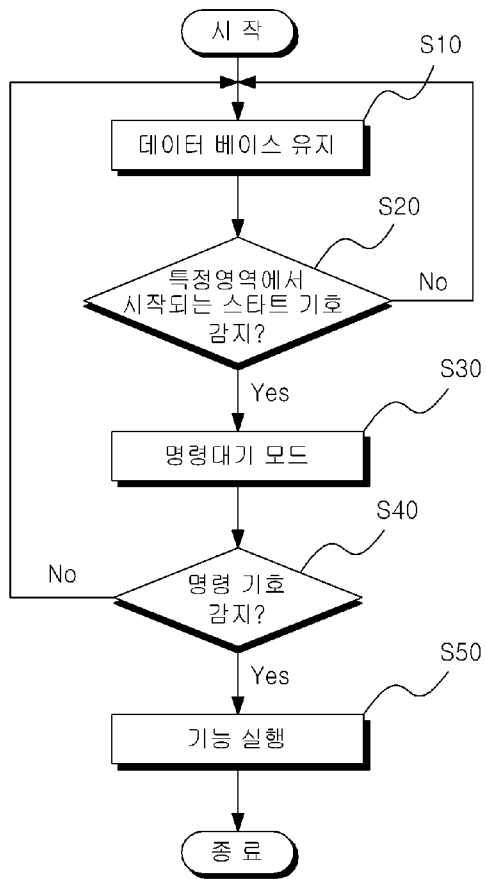 시 작
S10
데이터 베이스 유지
S20
특정영역에서
시작되는 스타트 기호
감지?
No
Yes
S30
명령대기 모드
S40
명령 기호
감지?
No
Yes
S50
기능 실행
종 료